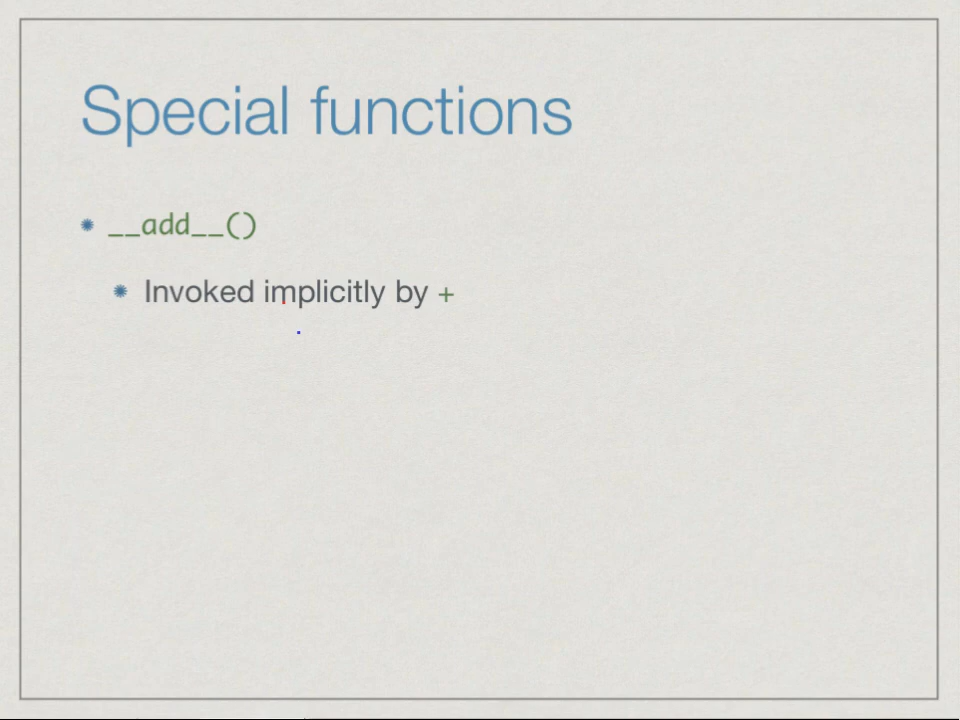 Special functions
__add__()
Invoked implicitly by +